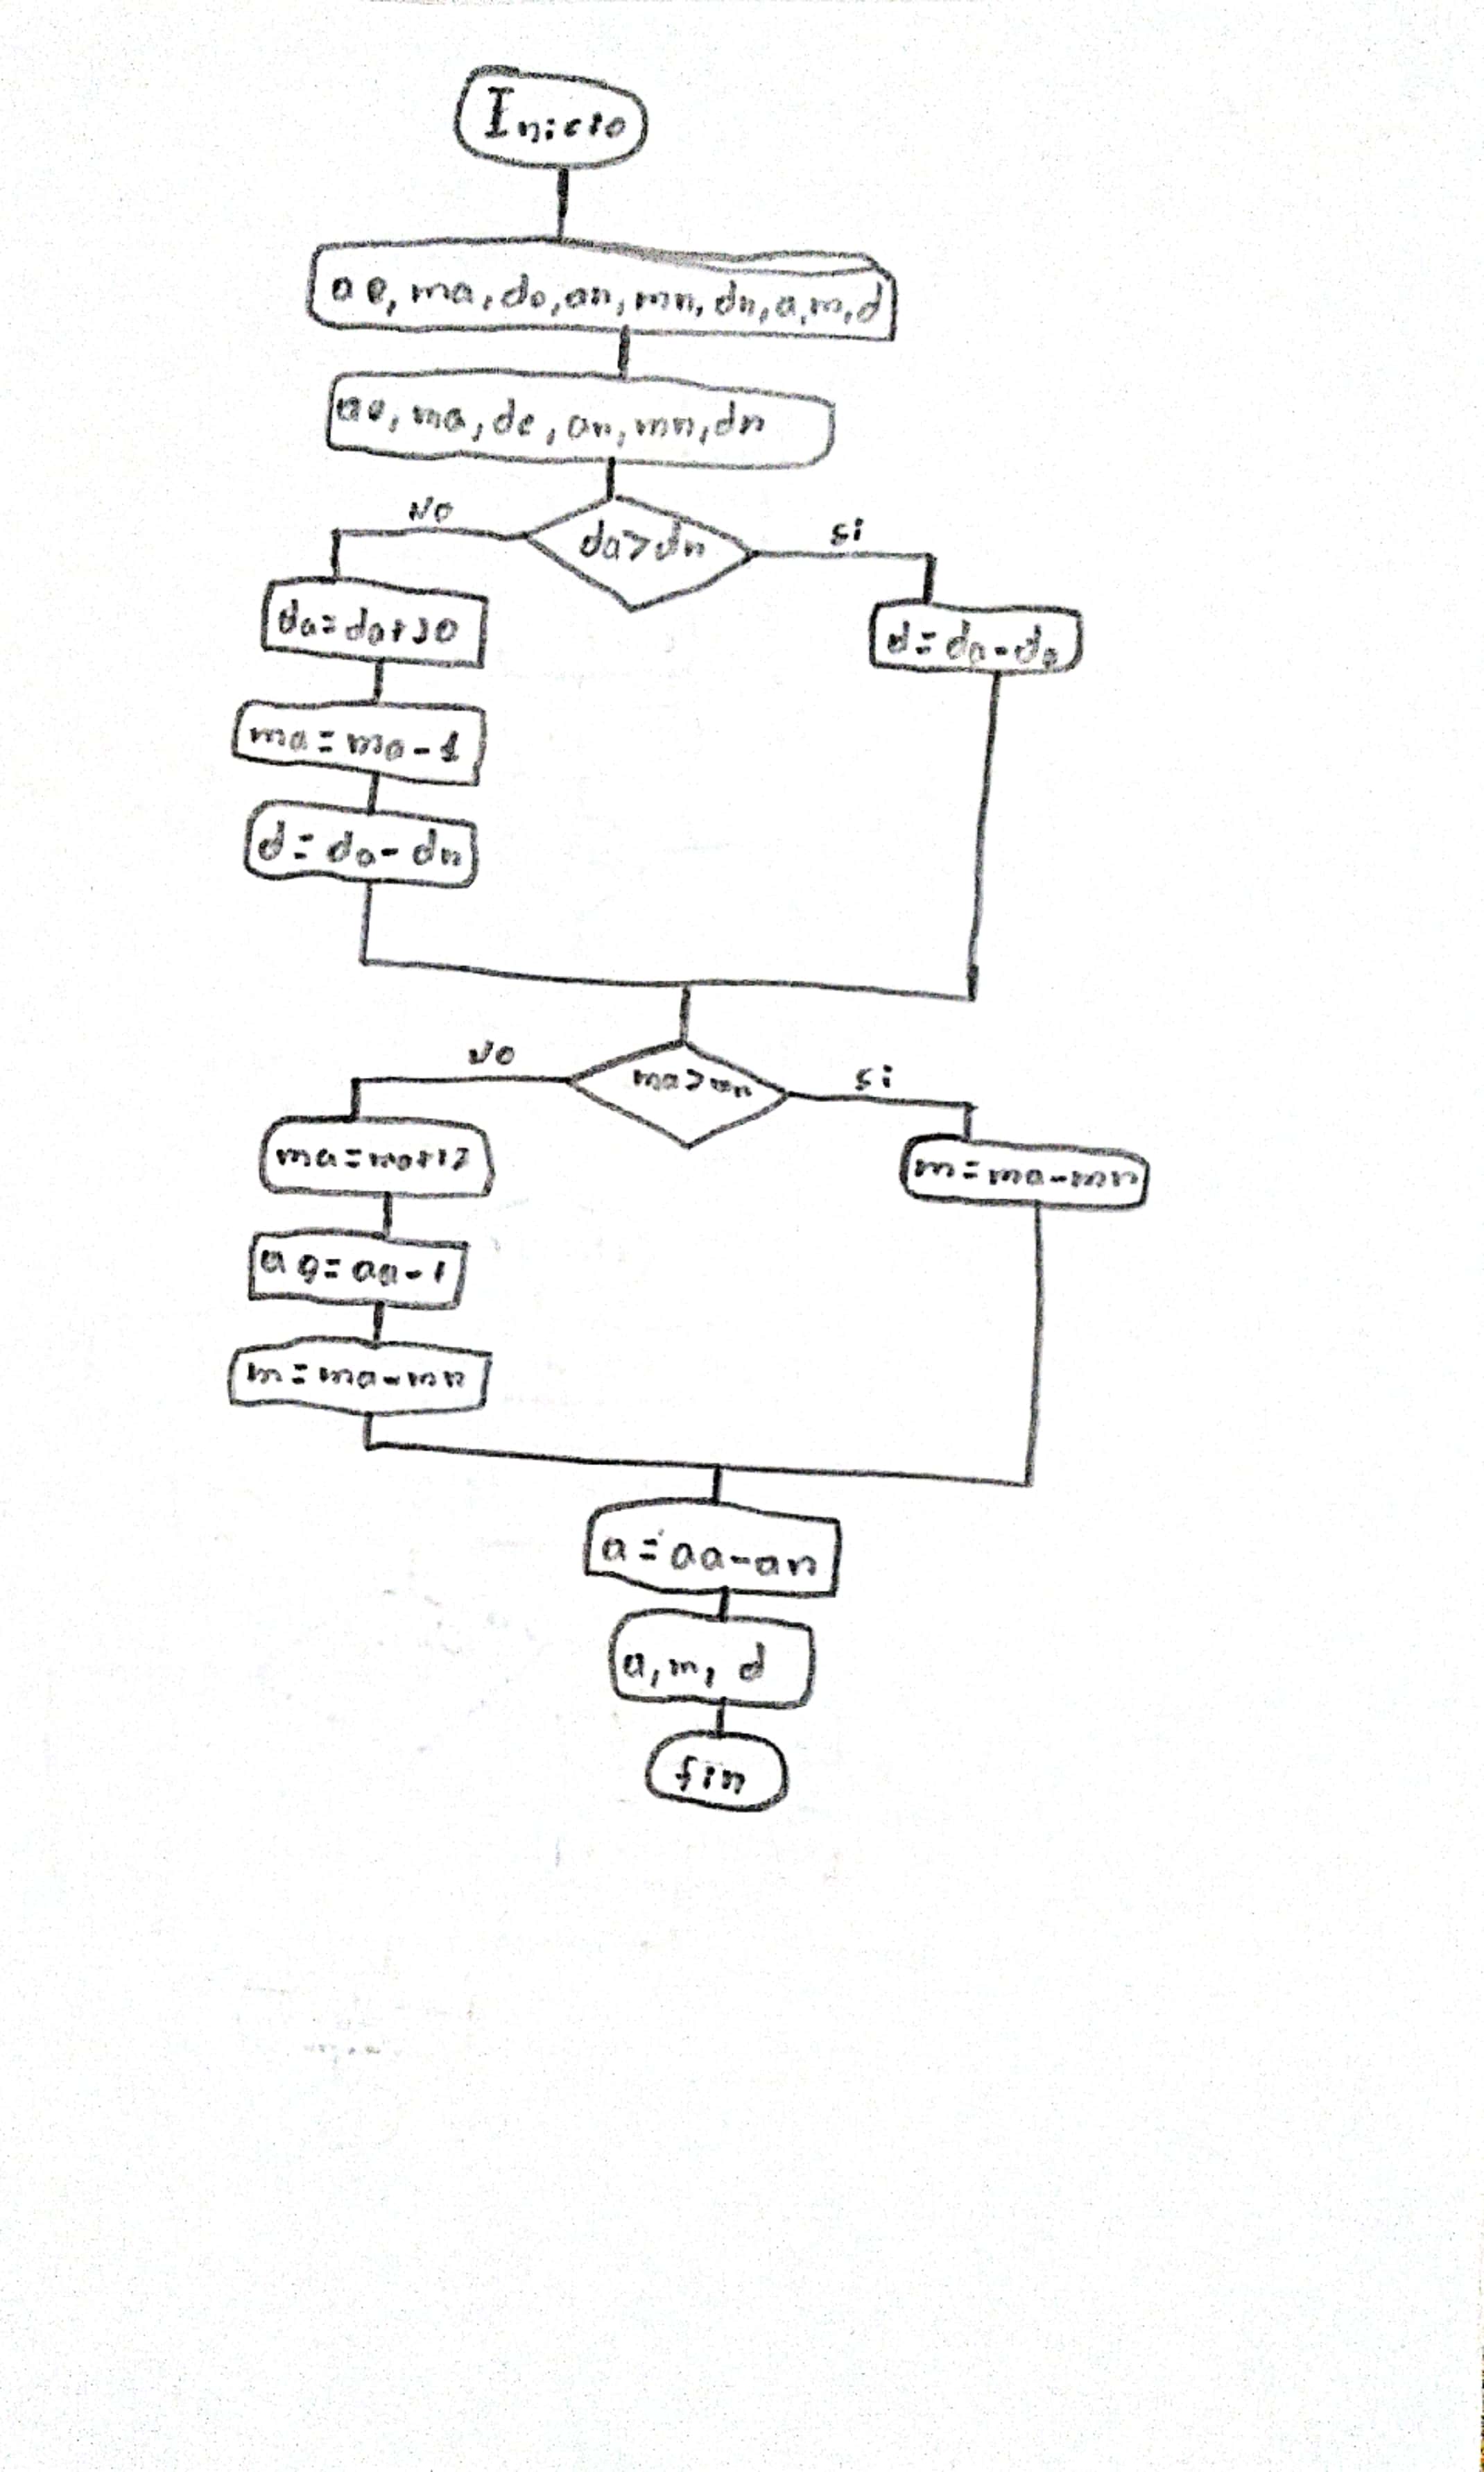 Inicio
ae, ma, do, an, mn, dn, a, m, d
ae, ma, de, an, mn, dn
da>dn
No
si
da=da+30
d=da-da
ma=ma-1
d=da-dn
ma>mn
No
si
ma=ma+12
m=ma-mn
aa=aa-1
m=ma-mn
a=aa-an
a, m, d
fin